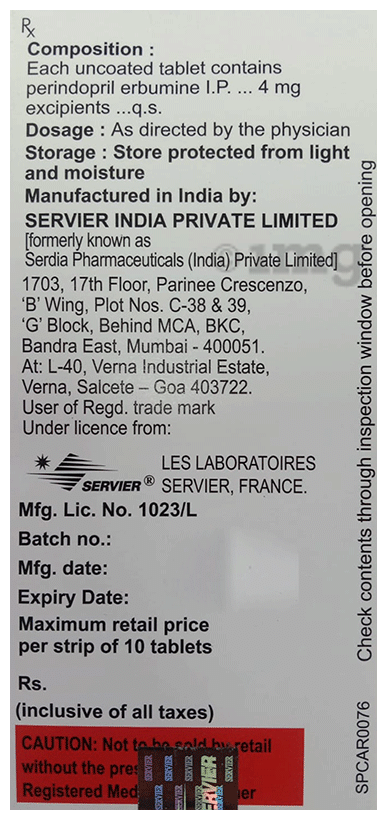 Rx
Composition :
Each uncoated tablet contains
perindopril erbumine I.P. ... 4 mg
excipients ...q.s.
Dosage : As directed by the physician
Storage : Store protected from light
and moisture
Manufactured in India by:
SERVIER INDIA PRIVATE LIMITED
[formerly known as
Serdia Pharmaceuticals (India) Private Limited]
1703, 17th Floor, Parinee Crescenzo,
'B' Wing, Plot Nos. C-38 & 39,
'G' Block, Behind MCA, BKC,
Bandra East, Mumbai - 400051.
At: L-40, Verna Industrial Estate,
Verna, Salcete – Goa 403722.
User of Regd. trade mark
Under licence from:
SERVIER ®
LES LABORATOIRES
SERVIER, FRANCE.
Mfg. Lic. No. 1023/L
Batch no.:
Mfg. date:
Expiry Date:
Maximum retail price
per strip of 10 tablets
Rs.
(inclusive of all taxes)
CAUTION: Not to be sold by retail
without the
Registered
SERVIER
Check contents through inspection window before opening
SPCAR0076
1mg